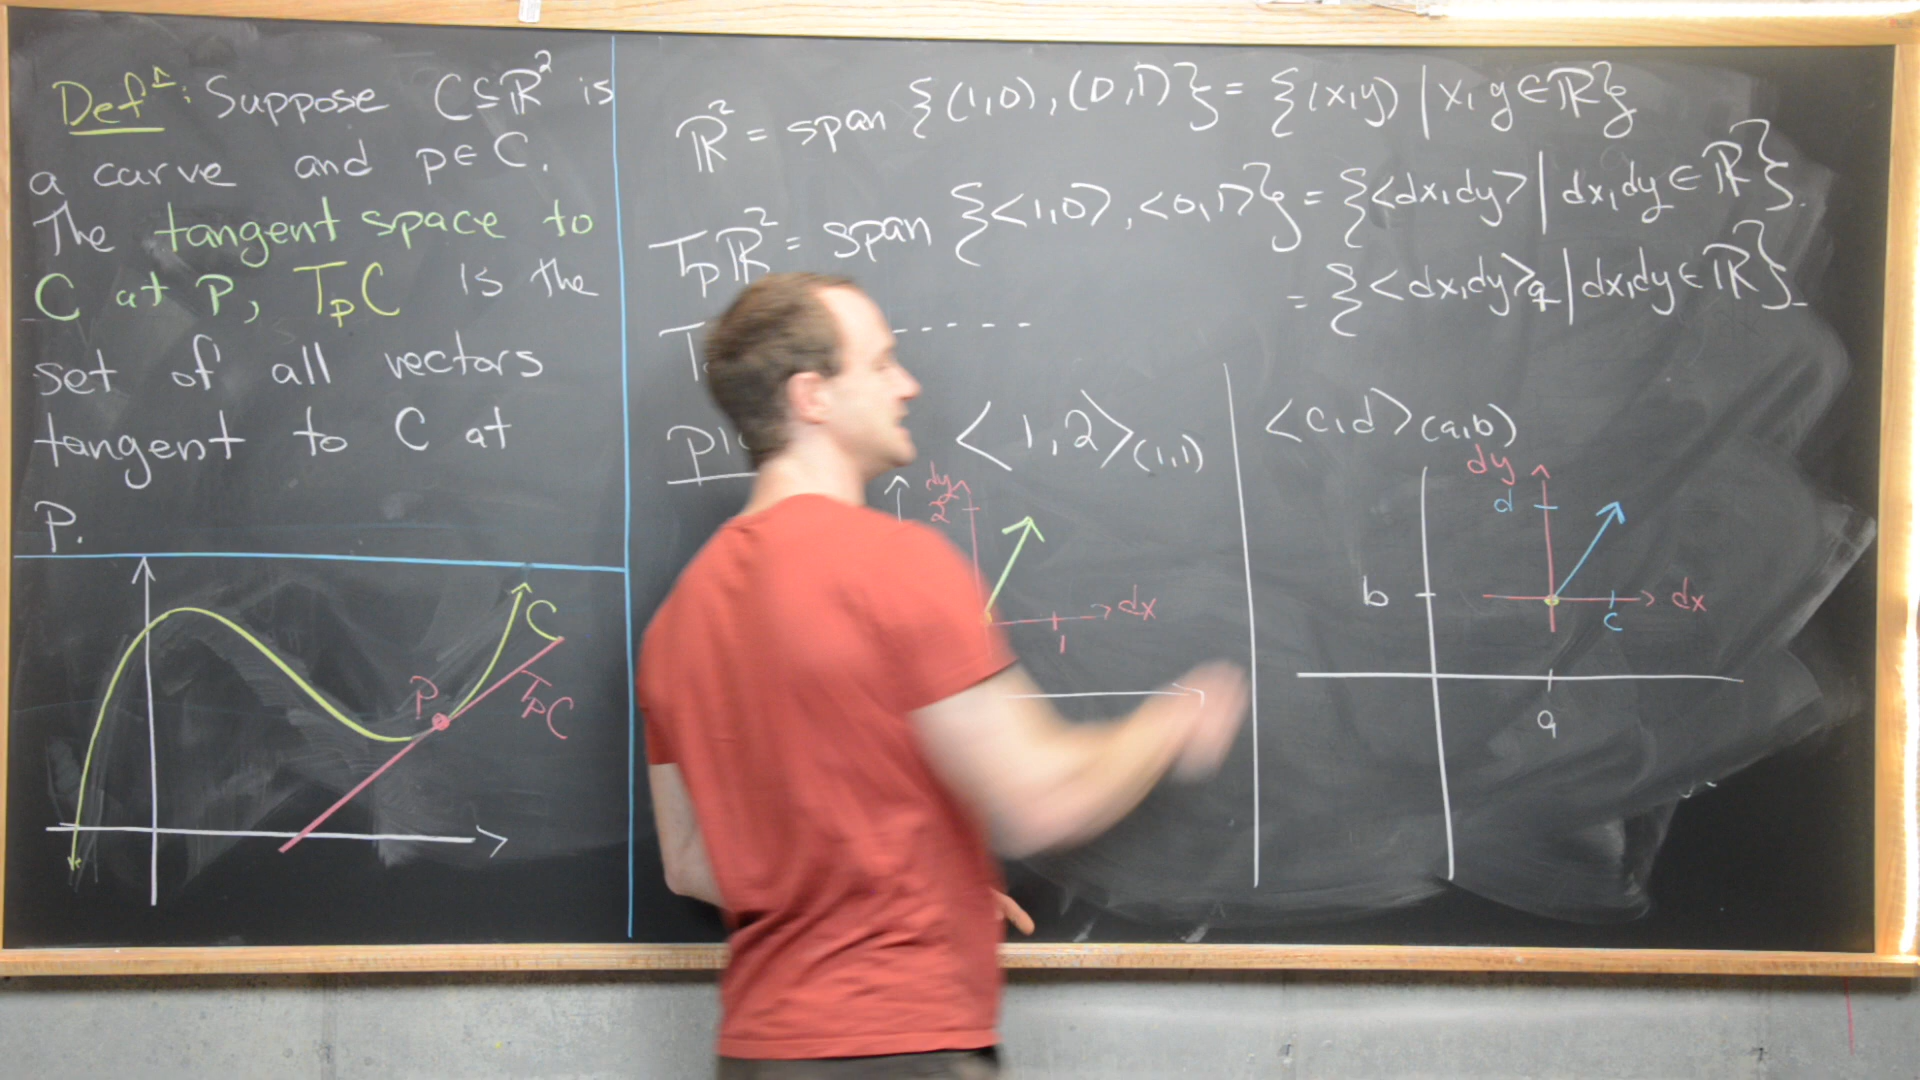 Defⁿ: Suppose C⊆ℝ² is
a curve and p∈C.
The tangent space to
C at P, TₚC is the
set of all vectors
tangent to C at
P.
C
P
TₚC
ℝ² = span {(1,0), (0,1)} = {(x,y) | x,y∈ℝ}
Tₚℝ² = span {<1,0>, <0,1>} = {<dx,dy> | dx,dy∈ℝ}.
= {<dx,dy>_q | dx,dy∈ℝ}.
- - - - -
<1,2>(1,1)
dy
2
dx
1
<c,d>(a,b)
dy
d
b
dx
c
a